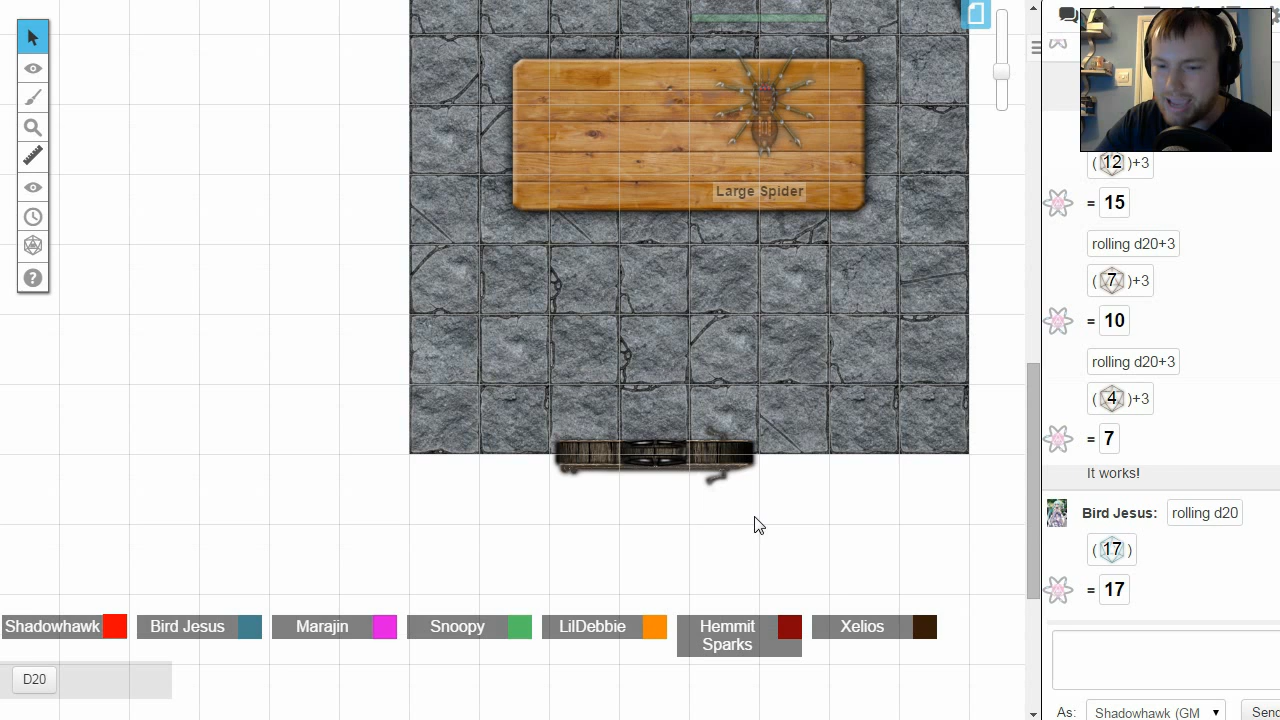 Large Spider
(12)+3
= 15
rolling d20+3
(7)+3
= 10
rolling d20+3
(4)+3
= 7
It works!
Bird Jesus: rolling d20
(17)
= 17
Shadowhawk
Bird Jesus
Marajin
Snoopy
LilDebbie
Hemmit
Sparks
Xelios
D20
As: Shadowhawk (GM
Send
?